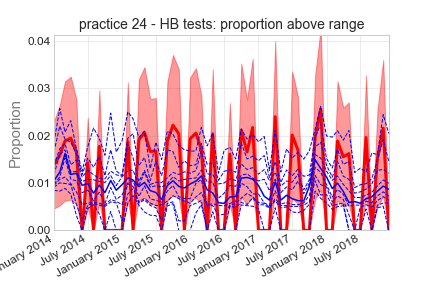 practice 24 - HB tests: proportion above range
0.04
0.03
0.02
0.01
0.00
Proportion
nuary 2014
July 2014
January 2015
July 2015
January 2016
July 2016
January 2017
July 2017
January 2018
July 2018